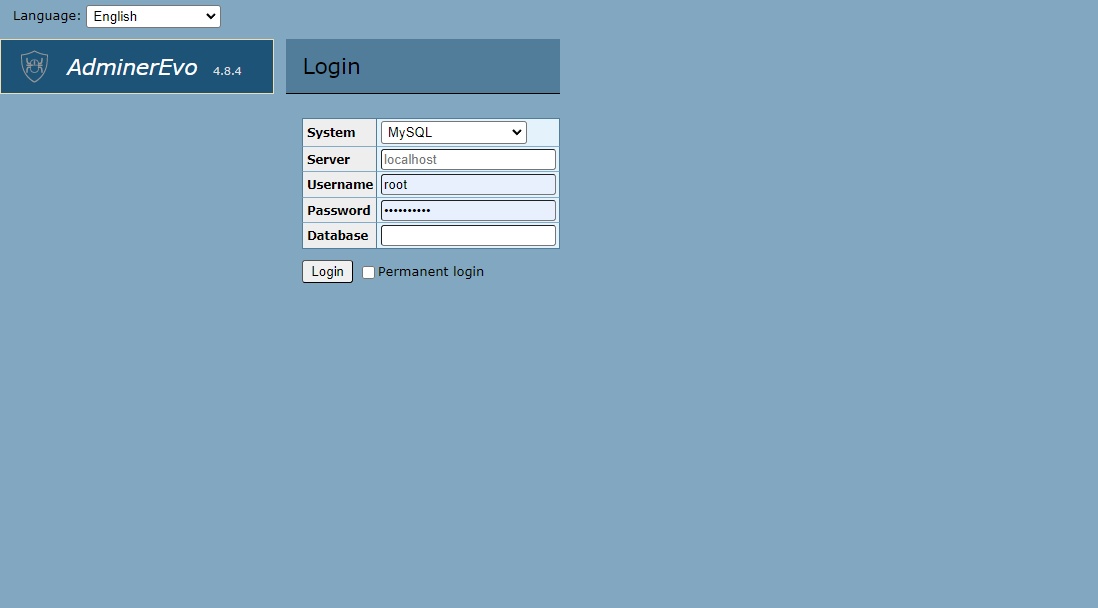 Language: English
AdminerEvo 4.8.4
Login
System MySQL
Server localhost
Username root
Password ••••••••••
Database
Login Permanent login